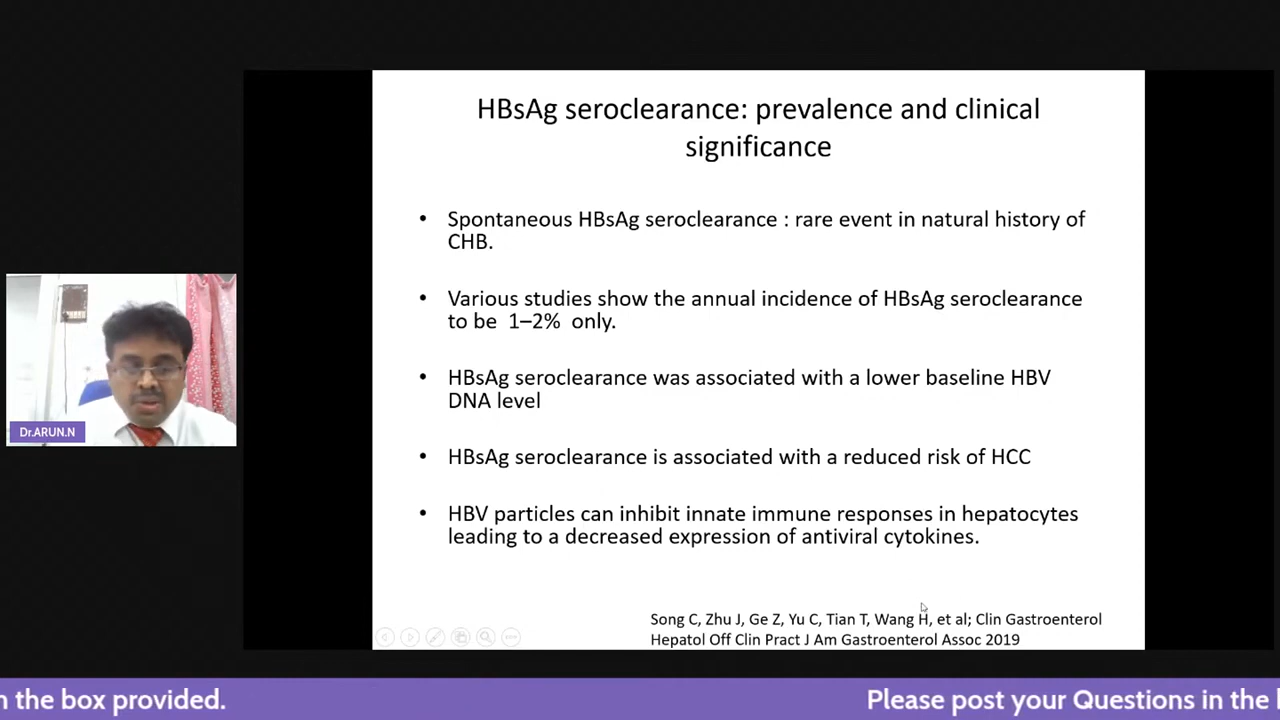 HBsAg seroclearance: prevalence and clinical
significance
• Spontaneous HBsAg seroclearance : rare event in natural history of
CHB.
• Various studies show the annual incidence of HBsAg seroclearance
to be 1–2% only.
• HBsAg seroclearance was associated with a lower baseline HBV
DNA level
• HBsAg seroclearance is associated with a reduced risk of HCC
• HBV particles can inhibit innate immune responses in hepatocytes
leading to a decreased expression of antiviral cytokines.
Song C, Zhu J, Ge Z, Yu C, Tian T, Wang H, et al; Clin Gastroenterol
Hepatol Off Clin Pract J Am Gastroenterol Assoc 2019
Dr.ARUN.N
the box provided. Please post your Questions in the